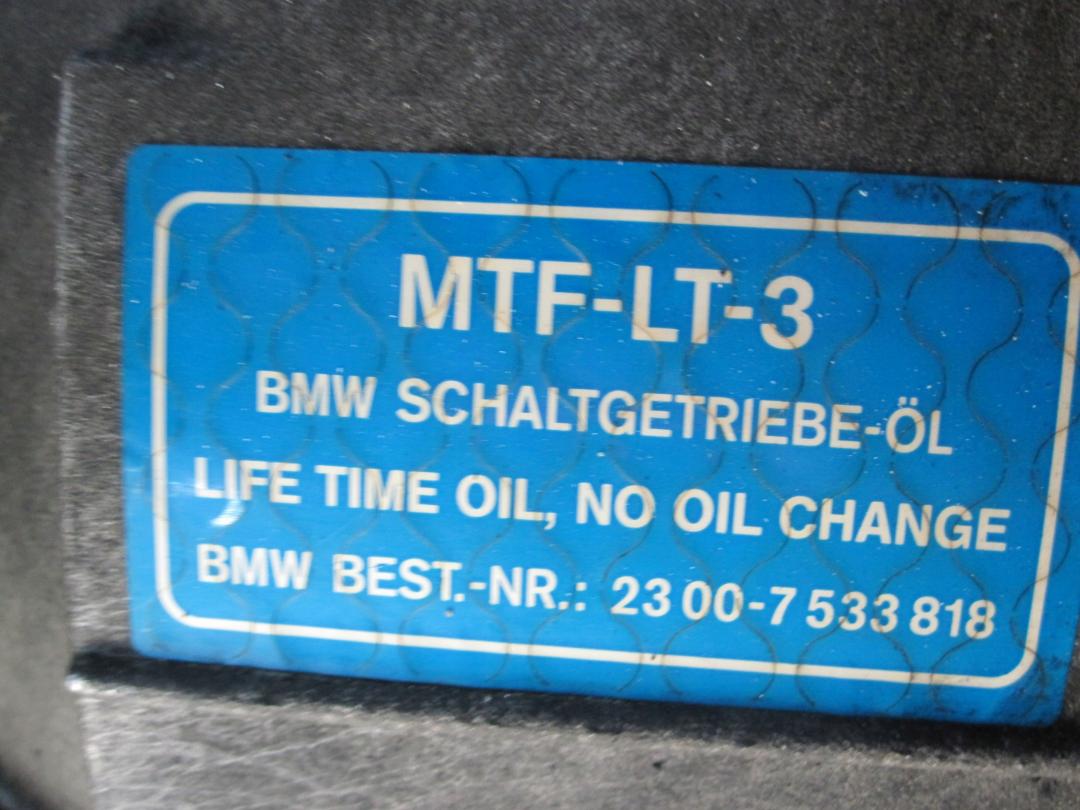 MTF-LT-3
BMW SCHALTGETRIEBE-ÖL
LIFE TIME OIL, NO OIL CHANGE
BMW BEST.-NR.: 23 00-7 533 818